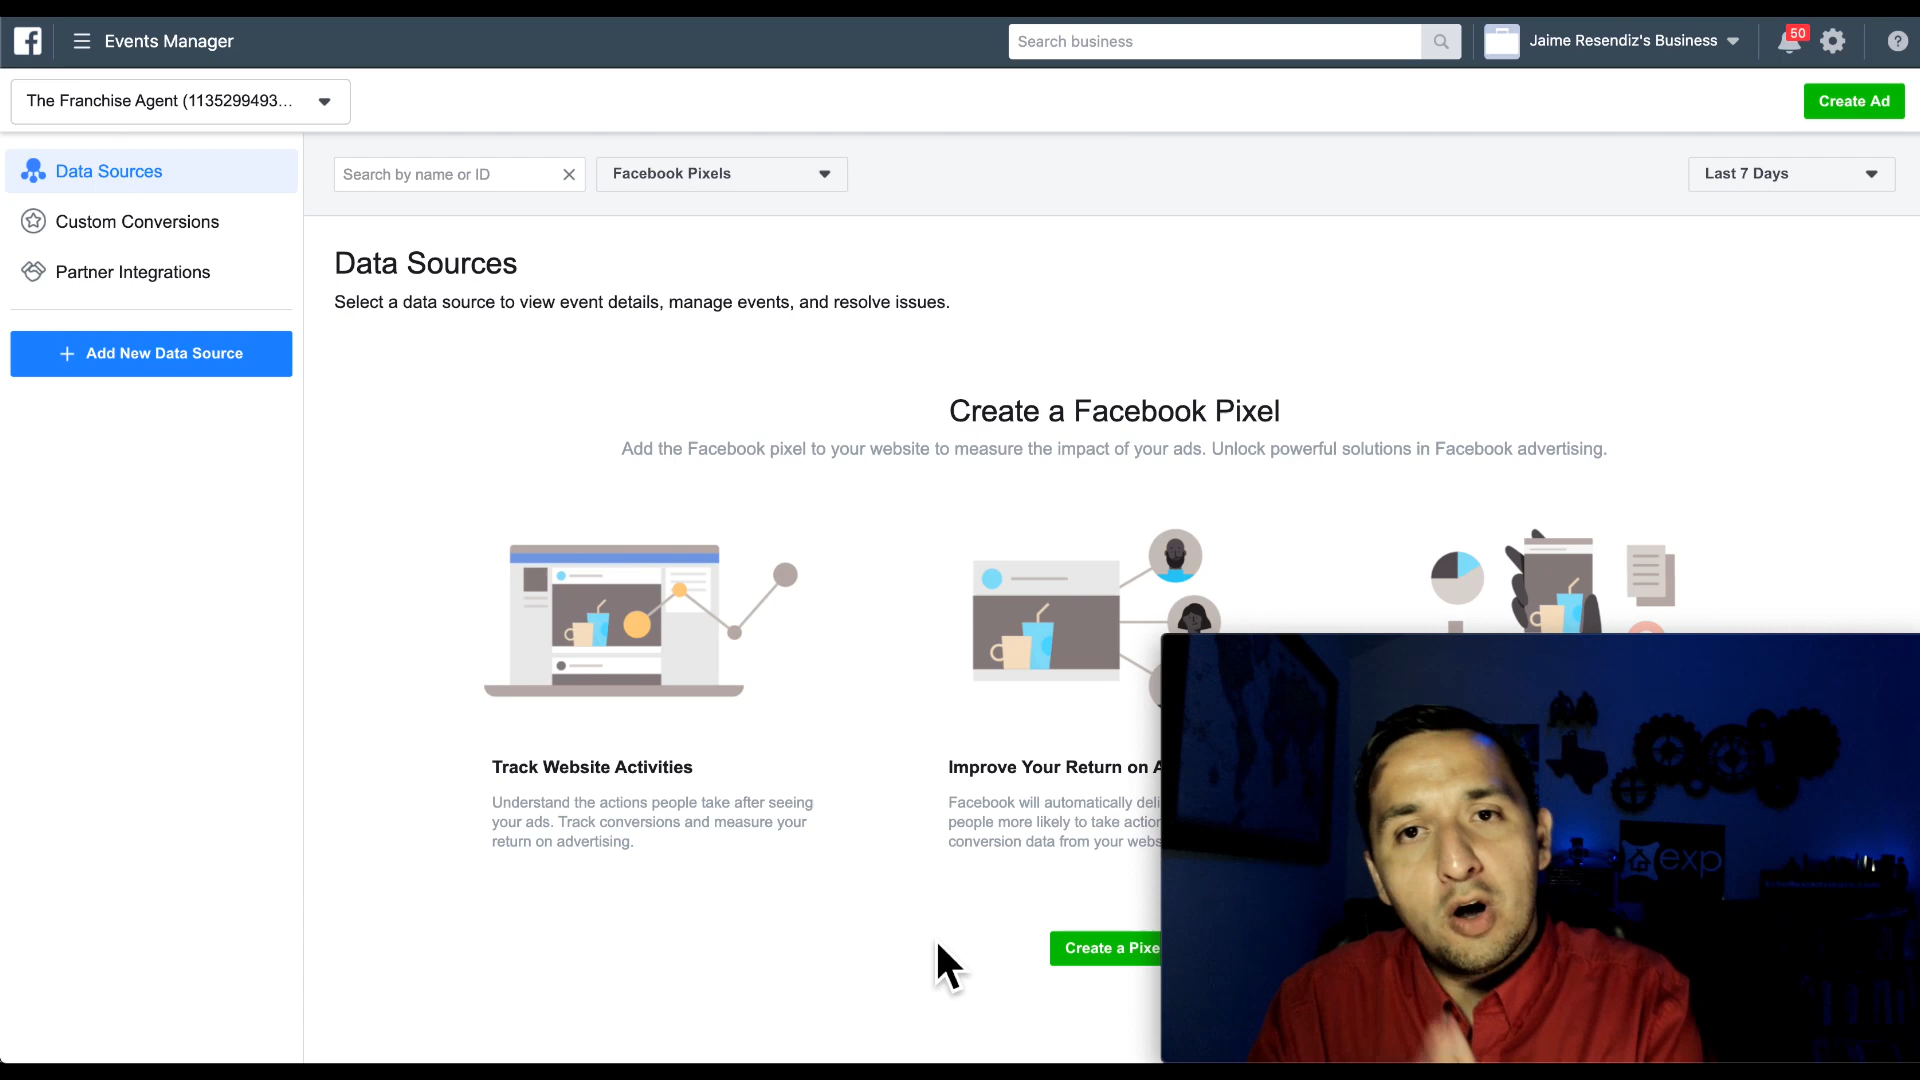 Events Manager
Search business
Jaime Resendiz's Business
50
The Franchise Agent (1135299493...
Create Ad
Data Sources
Custom Conversions
Partner Integrations
Add New Data Source
Search by name or ID
Facebook Pixels
Last 7 Days
Data Sources
Select a data source to view event details, manage events, and resolve issues.
Create a Facebook Pixel
Add the Facebook pixel to your website to measure the impact of your ads. Unlock powerful solutions in Facebook advertising.
Track Website Activities
Understand the actions people take after seeing
your ads. Track conversions and measure your
return on advertising.
Improve Your Return on A
Facebook will automatically deli
people more likely to take action
conversion data from your webs
Create a Pixe
exp